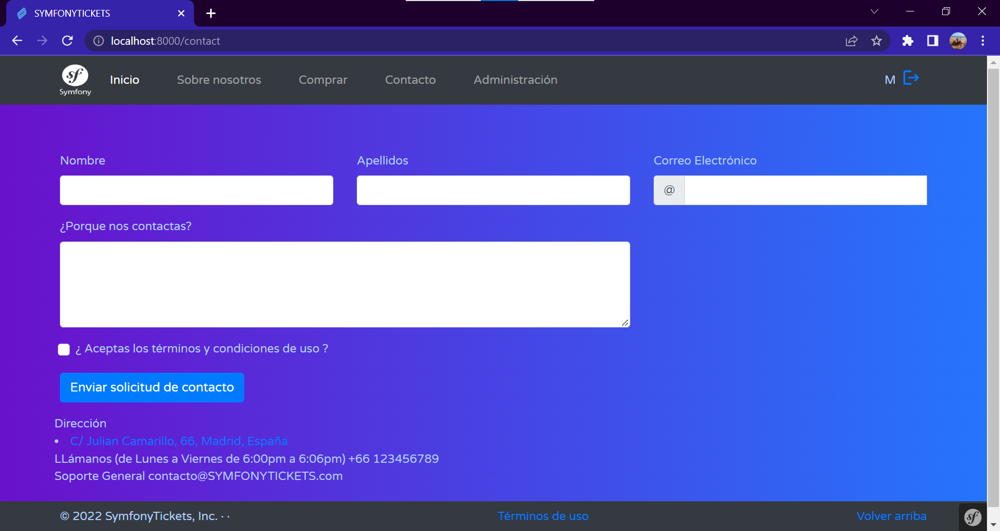 SYMFONYTICKETS
localhost:8000/contact
sf
Symfony
Inicio Sobre nosotros Comprar Contacto Administración M
Nombre Apellidos Correo Electrónico
@
¿Porque nos contactas?
¿ Aceptas los términos y condiciones de uso ?
Enviar solicitud de contacto
Dirección
• C/ Julian Camarillo, 66, Madrid, España
LLámanos (de Lunes a Viernes de 6:00pm a 6:06pm) +66 123456789
Soporte General contacto@SYMFONYTICKETS.com
© 2022 SymfonyTickets, Inc. · · Términos de uso Volver arriba
sf